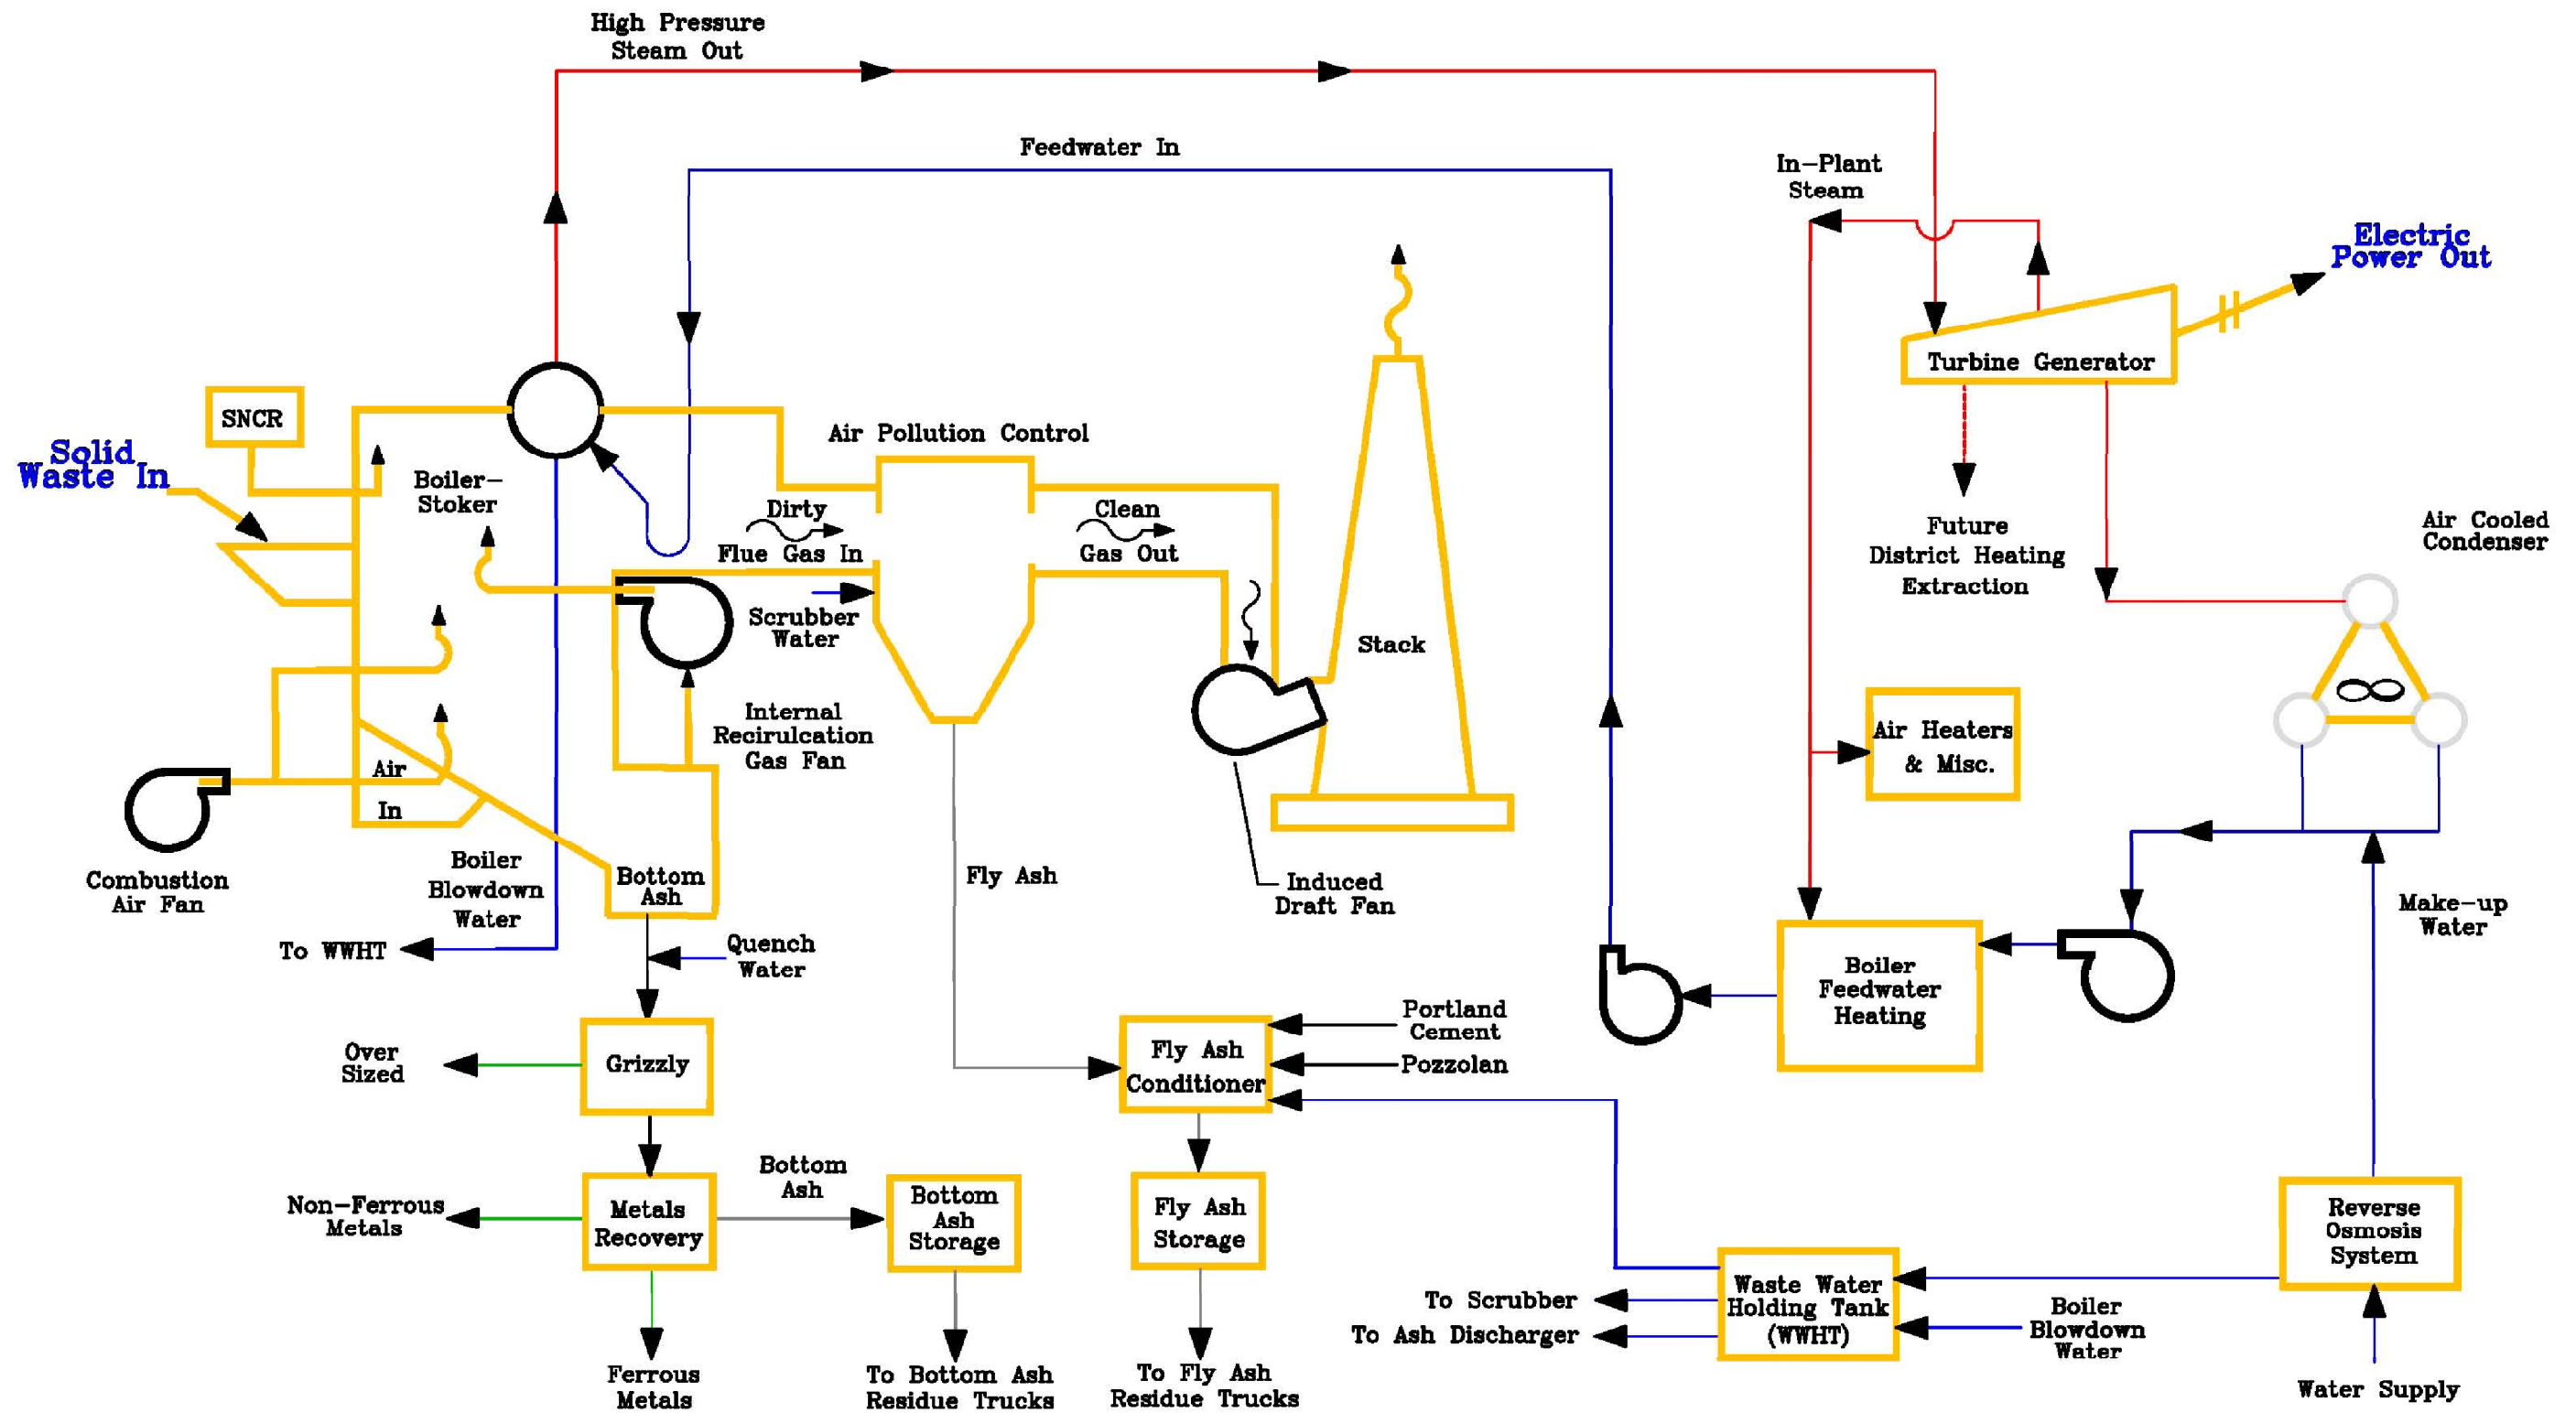 High Pressure
Steam Out
Feedwater In
In-Plant
Steam
Electric
Power Out
Turbine Generator
SNCR
Solid
Waste In
Boiler-
Stoker
Air Pollution Control
Dirty
Flue Gas In
Clean
Gas Out
Scrubber
Water
Stack
Future
District Heating
Extraction
Air Cooled
Condenser
Internal
Recirulcation
Gas Fan
Air Heaters
& Misc.
Air
In
Combustion
Air Fan
Boiler
Blowdown
Water
Bottom
Ash
Fly Ash
Induced
Draft Fan
Make-up
Water
To WWHT
Quench
Water
Boiler
Feedwater
Heating
Portland
Cement
Pozzolan
Over
Sized
Grizzly
Fly Ash
Conditioner
Non-Ferrous
Metals
Metals
Recovery
Bottom
Ash
Bottom
Ash
Storage
Fly Ash
Storage
Reverse
Osmosis
System
Waste Water
Holding Tank
(WWHT)
To Scrubber
To Ash Discharger
Boiler
Blowdown
Water
Ferrous
Metals
To Bottom Ash
Residue Trucks
To Fly Ash
Residue Trucks
Water Supply